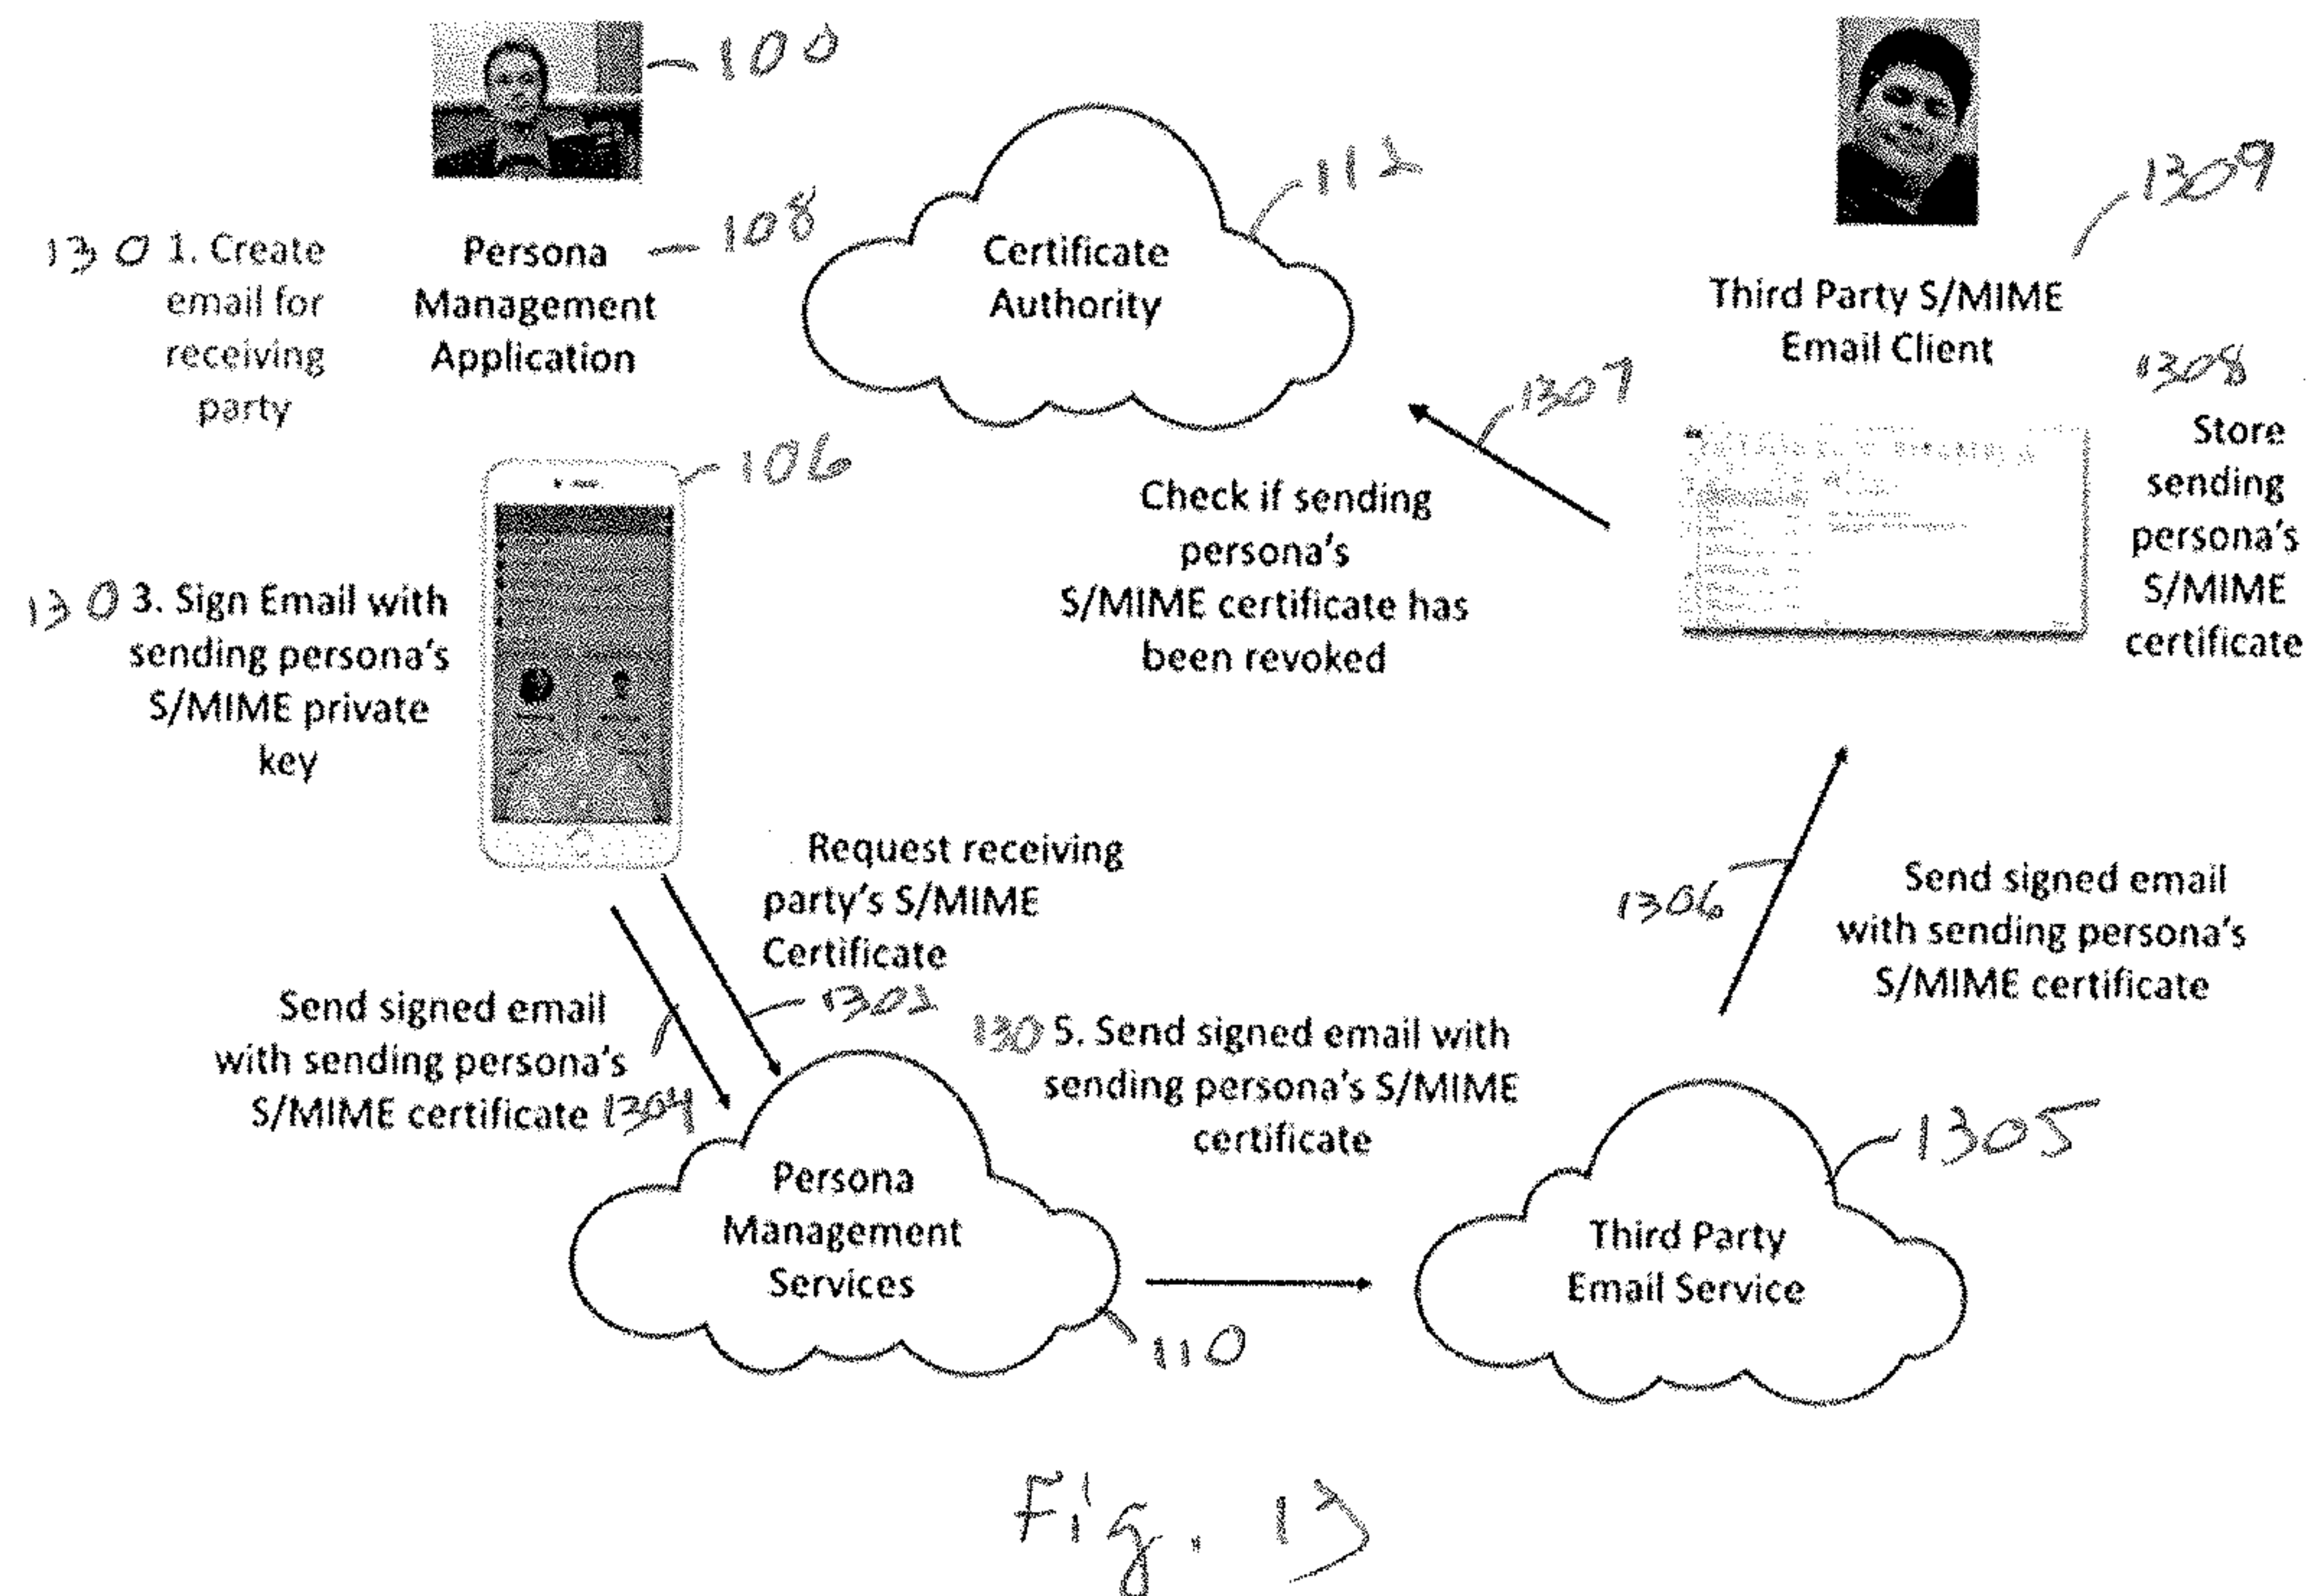 100
1309
112
108
130 1. Create
email for
receiving
party
Persona
Management
Application
Certificate
Authority
Third Party S/MIME
Email Client
1308
Store
sending
persona's
S/MIME
certificate
1307
Check if sending
persona's
S/MIME certificate has
been revoked
106
130 3. Sign Email with
sending persona's
S/MIME private
key
Request receiving
party's S/MIME
Certificate
1302
Send signed email
with sending persona's
S/MIME certificate 1304
1306
Send signed email
with sending persona's
S/MIME certificate
130 5. Send signed email with
sending persona's S/MIME
certificate
1305
Persona
Management
Services
110
Third Party
Email Service
Fig. 13